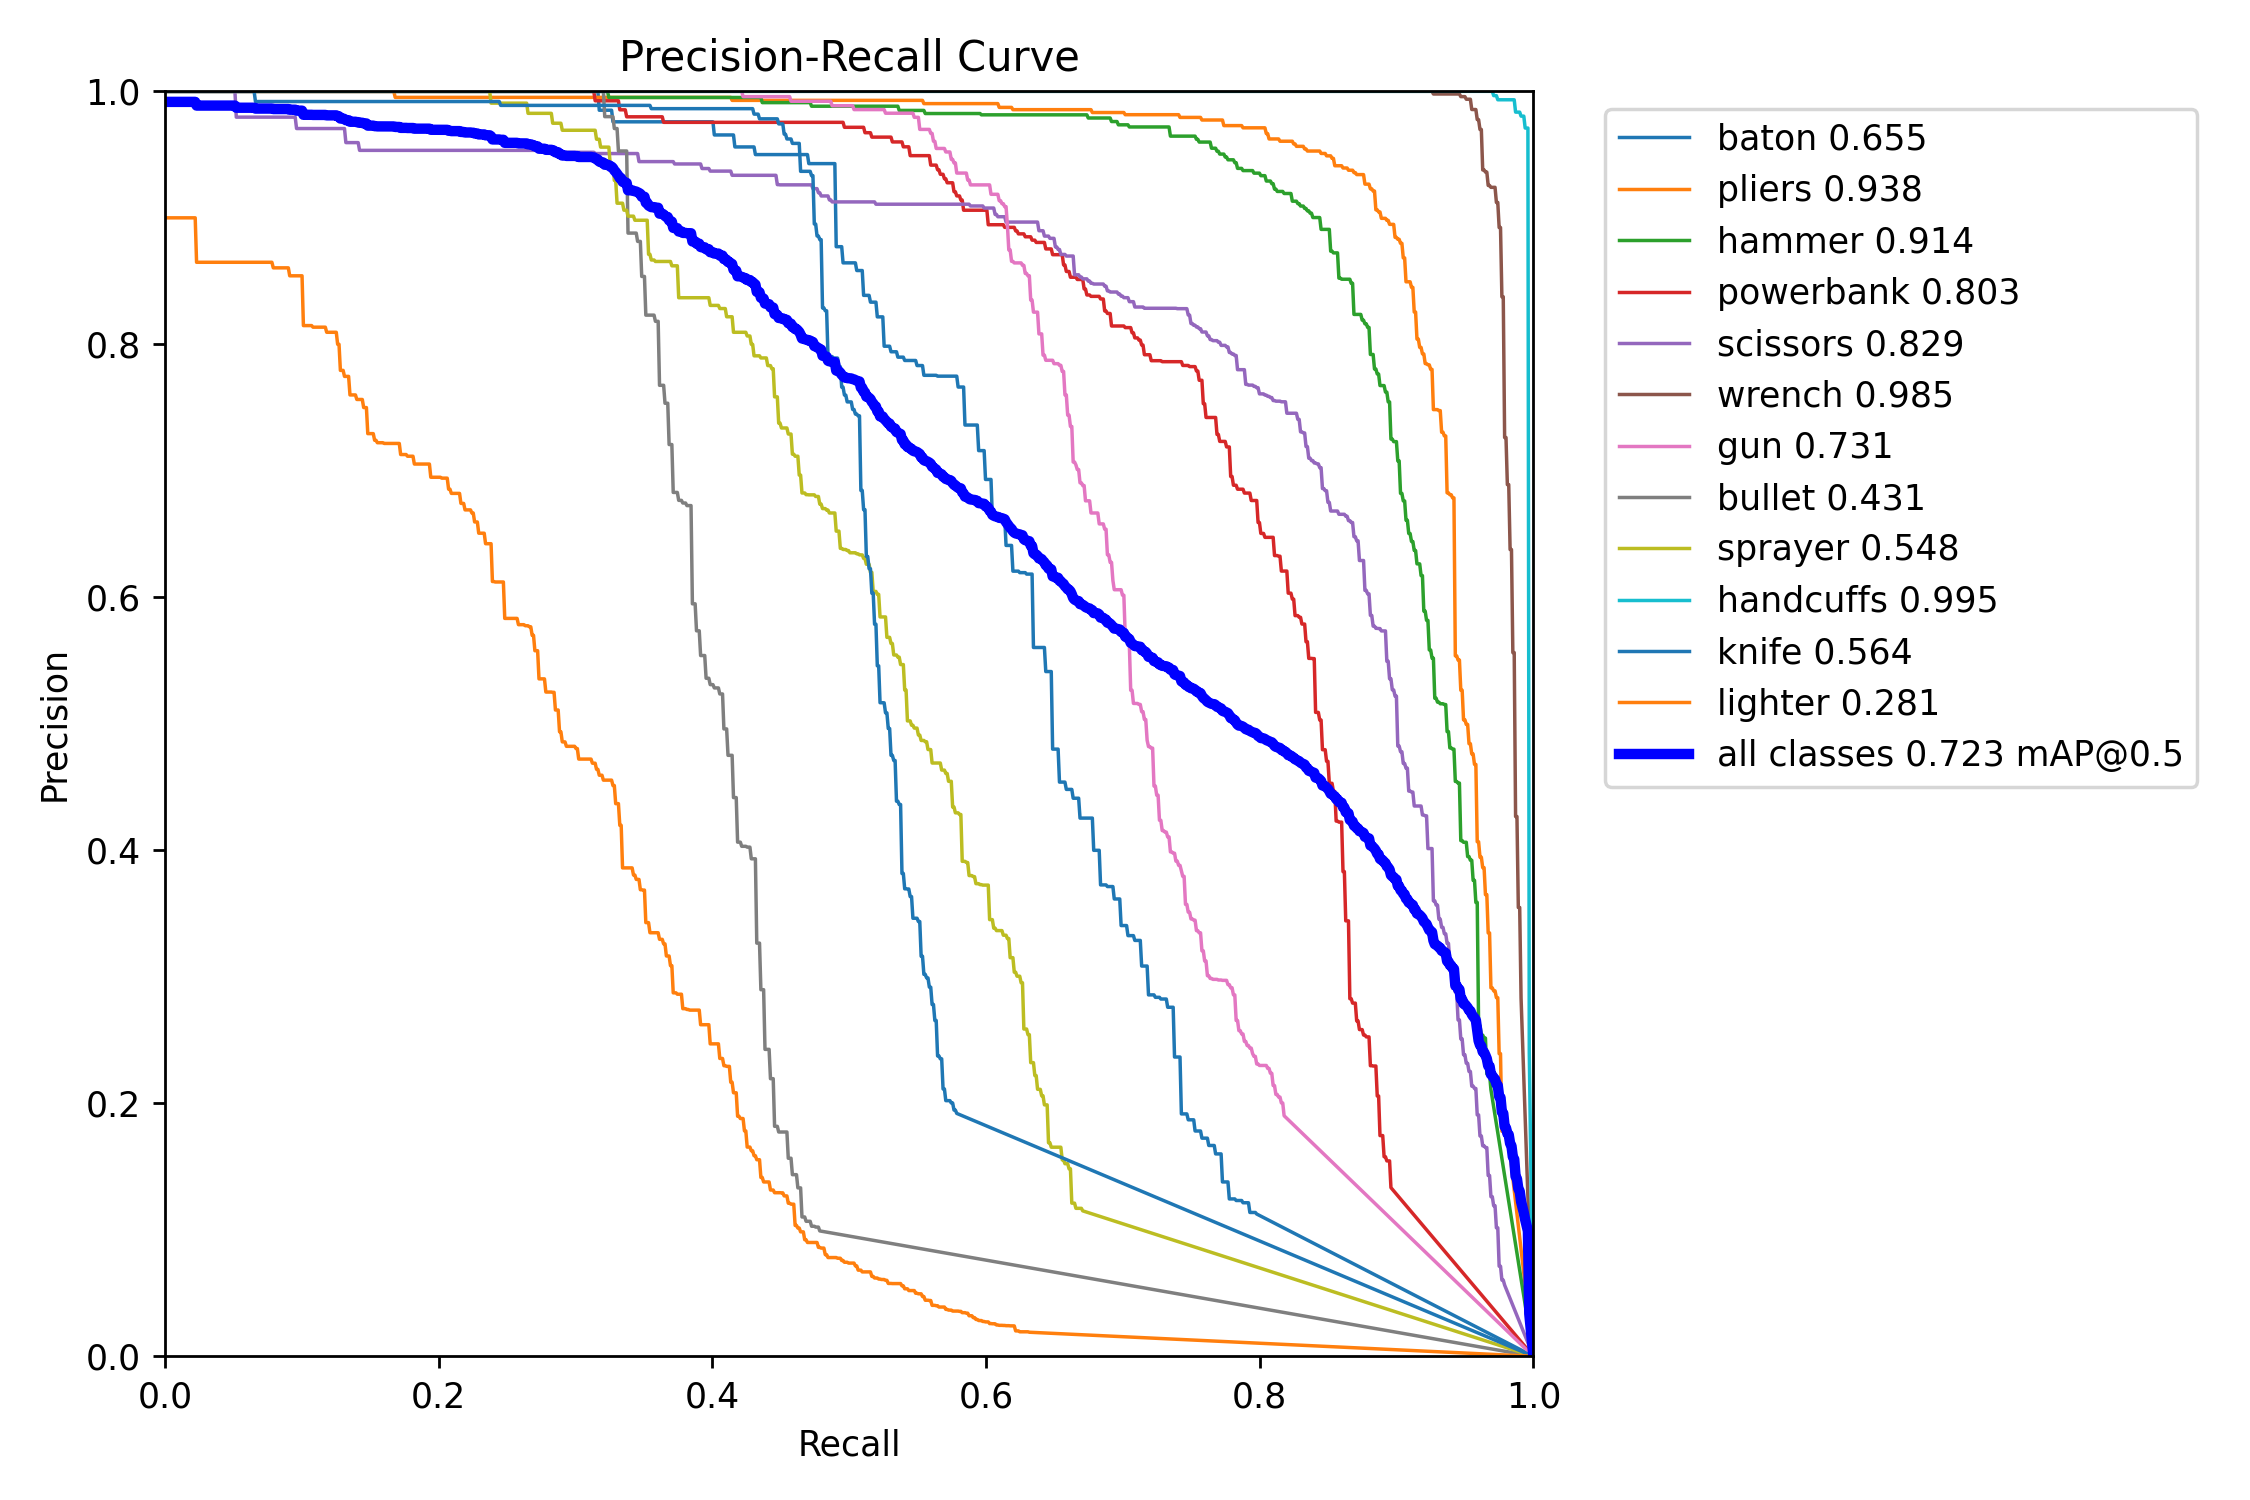 Precision-Recall Curve
1.0
0.8
0.6
0.4
0.2
0.0
Precision
0.0 0.2 0.4 0.6 0.8 1.0
Recall
baton 0.655
pliers 0.938
hammer 0.914
powerbank 0.803
scissors 0.829
wrench 0.985
gun 0.731
bullet 0.431
sprayer 0.548
handcuffs 0.995
knife 0.564
lighter 0.281
all classes 0.723 mAP@0.5